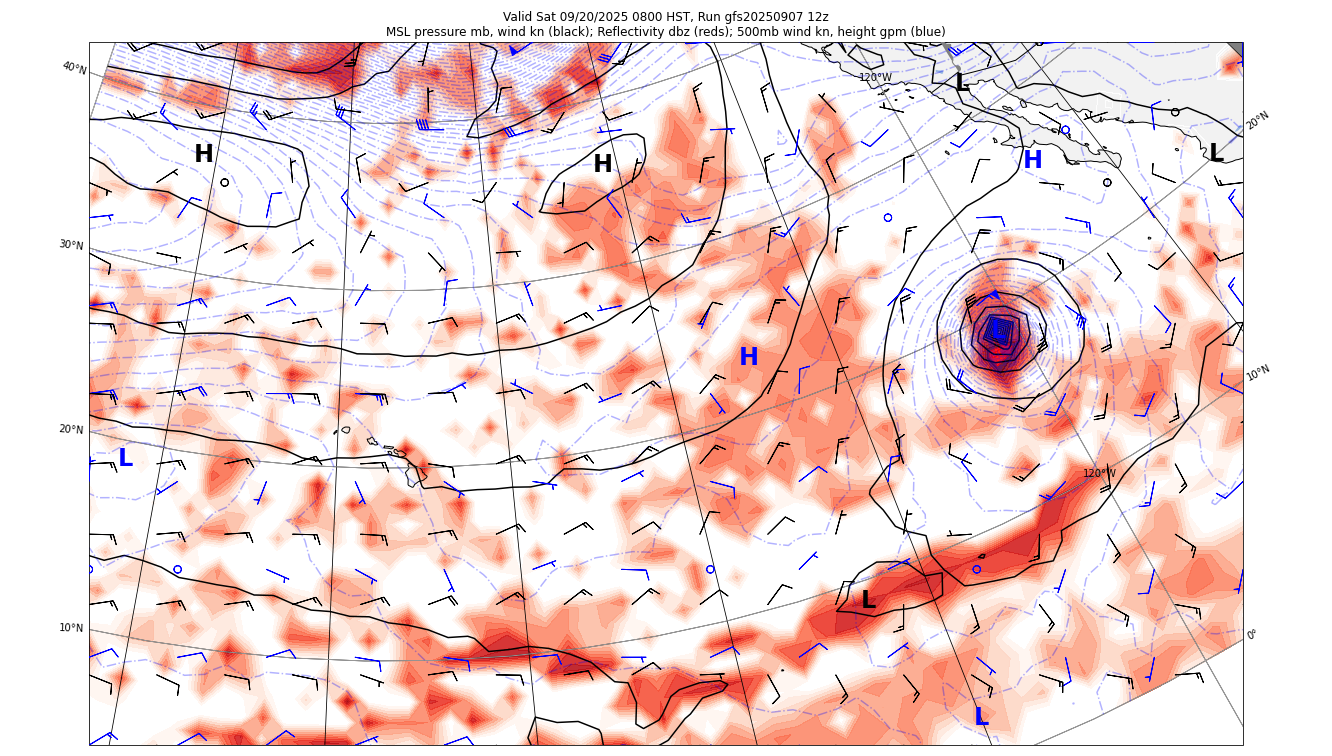 Valid Sat 09/20/2025 0800 HST, Run gfs20250907 12z
MSL pressure mb, wind kn (black); Reflectivity dbz (reds); 500mb wind kn, height gpm (blue)
40°N
120°W
L
20°N
H
H
H
L
30°N
H
10°N
20°N
L
120°W
L
10°N
0°
L